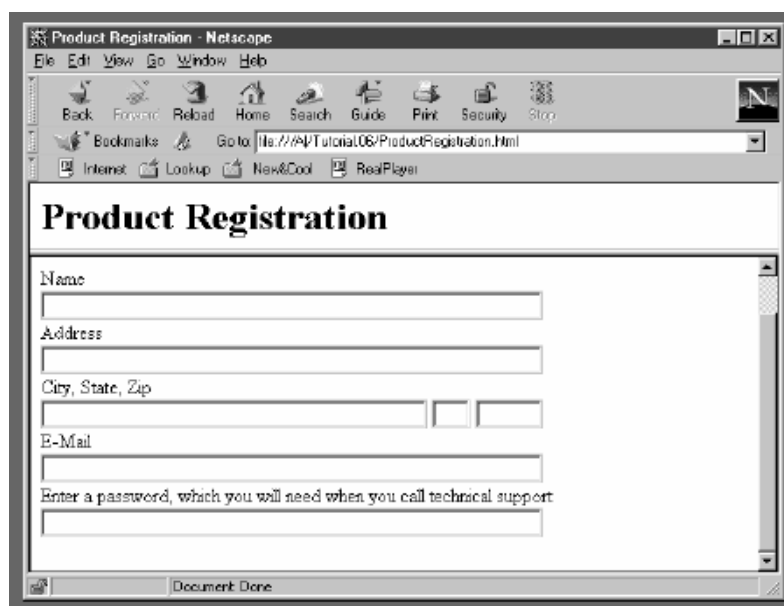 Product Registration - Netscape
File Edit View Go Window Help
Back Forward Reload Home Search Guide Print Security Stop
N
Bookmarks Go to: file:///A|/Tutorial.06/ProductRegistration.html
Internet Lookup New&Cool RealPlayer
Product Registration
Name
Address
City, State, Zip
E-Mail
Enter a password, which you will need when you call technical support
Document Done